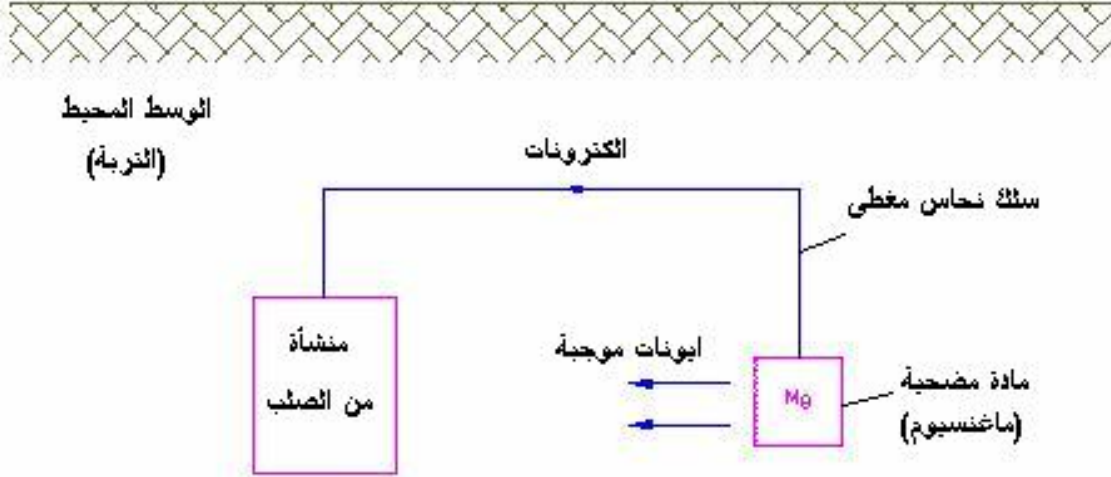 الوسط المحيط
(التربة)
الكترونات
سلك نحاس مغطى
منشأة
من الصلب
ايونات موجبة
Mg
مادة مضحية
(ماغنسيوم)